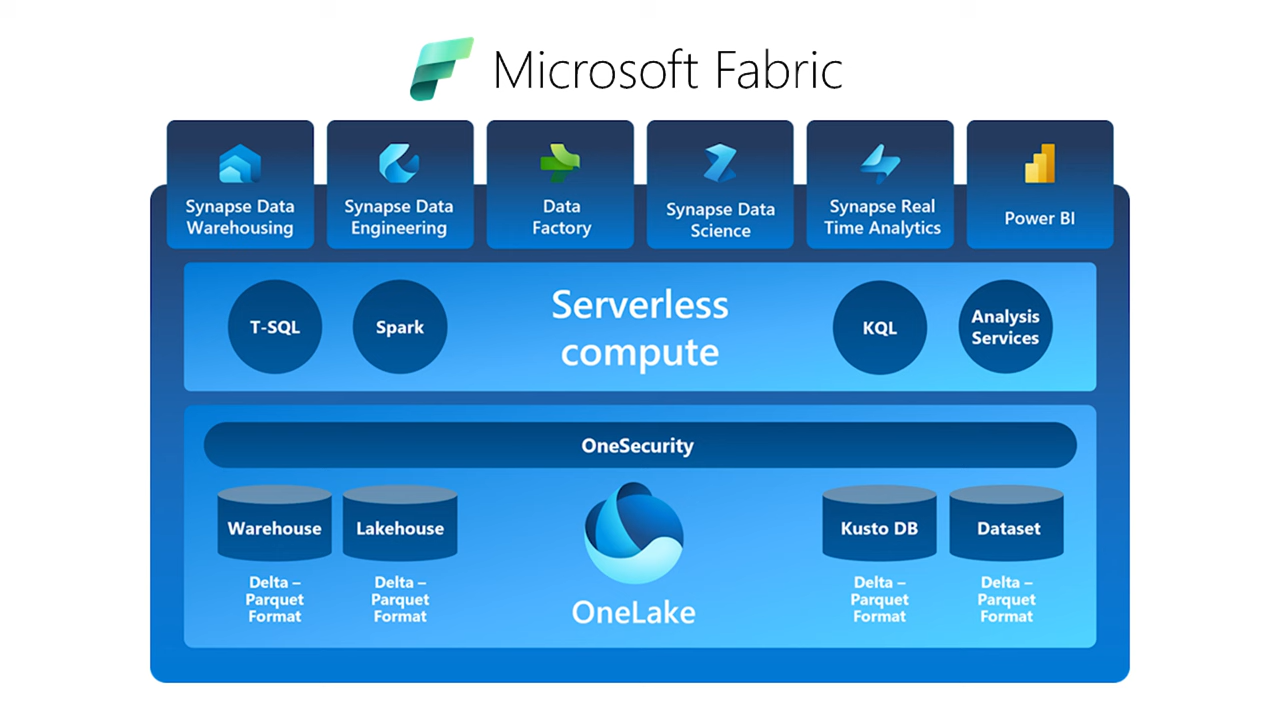 Microsoft Fabric
Synapse Data
Warehousing
Synapse Data
Engineering
Data
Factory
Synapse Data
Science
Synapse Real
Time Analytics
Power BI
T-SQL
Spark
Serverless
compute
KQL
Analysis
Services
OneSecurity
Warehouse
Lakehouse
Kusto DB
Dataset
Delta –
Parquet
Format
Delta –
Parquet
Format
OneLake
Delta –
Parquet
Format
Delta –
Parquet
Format